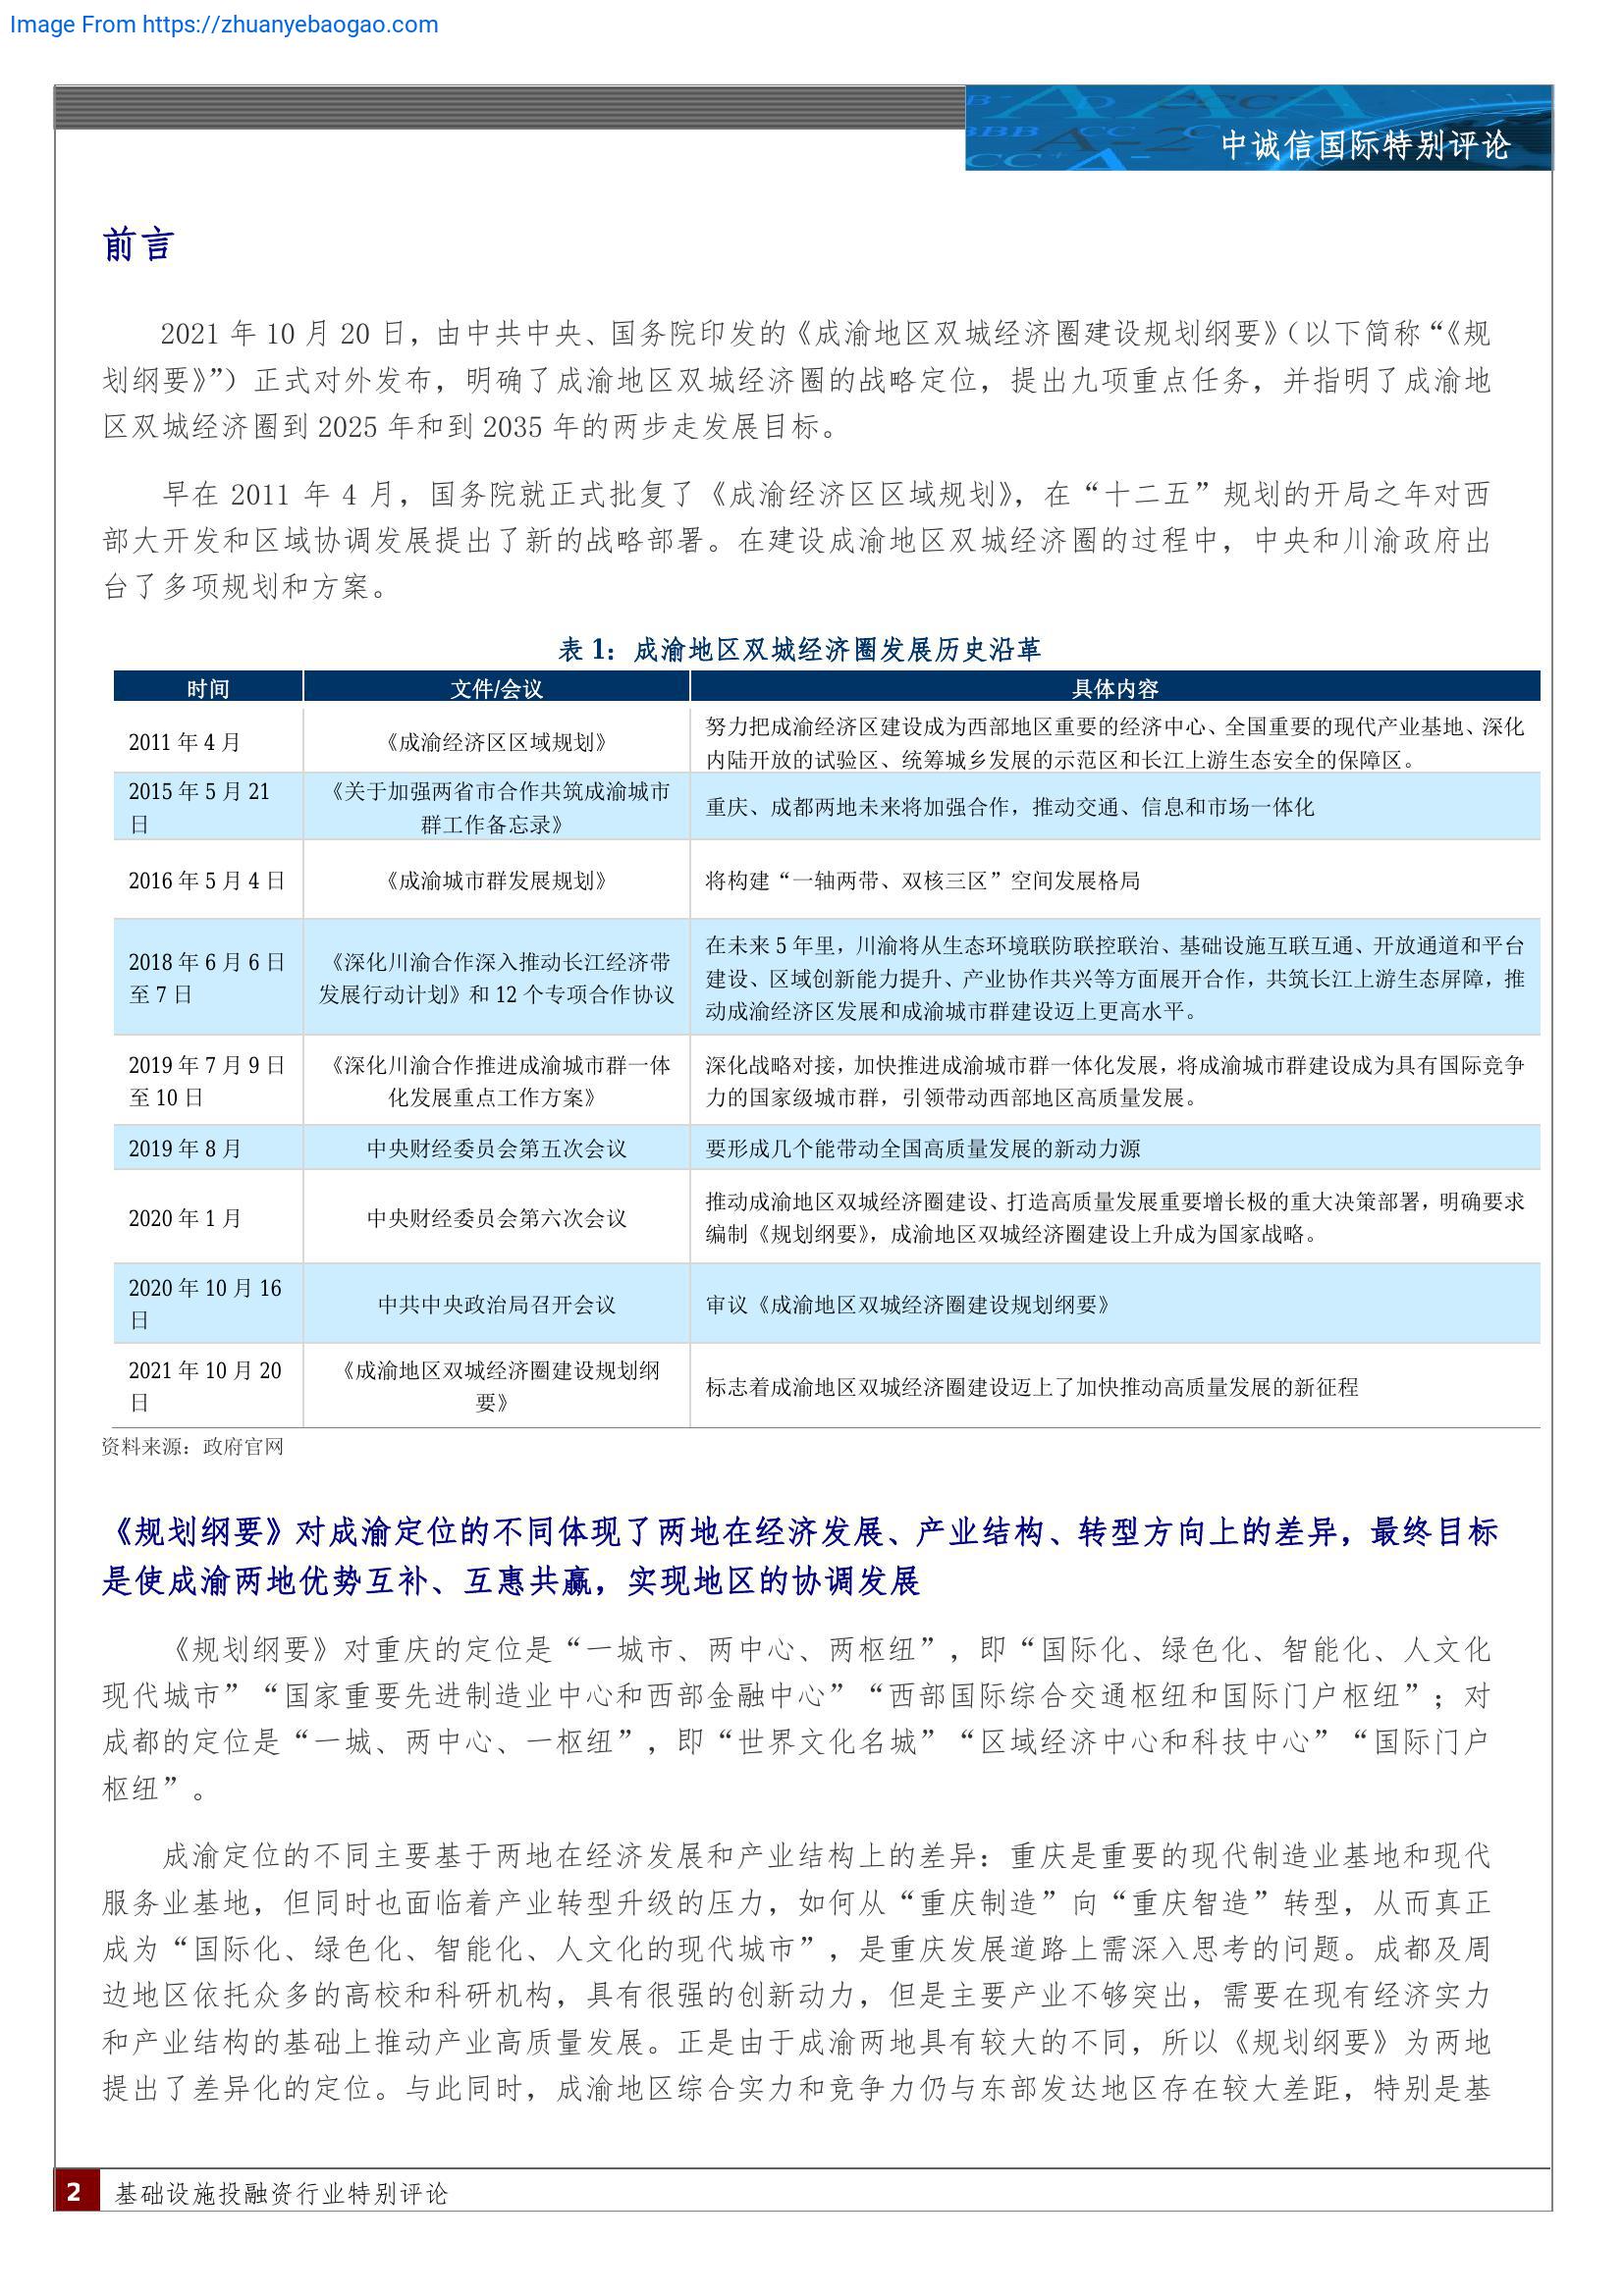 Image From https://zhuanyebaogao.com
中诚信国际特别评论
前言
2021 年 10 月 20 日，由中共中央、国务院印发的《成渝地区双城经济圈建设规划纲要》（以下简称“《规
划纲要》”）正式对外发布，明确了成渝地区双城经济圈的战略定位，提出九项重点任务，并指明了成渝地
区双城经济圈到 2025 年和到 2035 年的两步走发展目标。
早在 2011 年 4 月，国务院就正式批复了《成渝经济区区域规划》，在“十二五”规划的开局之年对西
部大开发和区域协调发展提出了新的战略部署。在建设成渝地区双城经济圈的过程中，中央和川渝政府出
台了多项规划和方案。
表 1：成渝地区双城经济圈发展历史沿革
时间 文件/会议 具体内容
2011 年 4 月
《成渝经济区区域规划》
努力把成渝经济区建设成为西部地区重要的经济中心、全国重要的现代产业基地、深化
内陆开放的试验区、统筹城乡发展的示范区和长江上游生态安全的保障区。
2015 年 5 月 21
日
《关于加强两省市合作共筑成渝城市
群工作备忘录》
重庆、成都两地未来将加强合作，推动交通、信息和市场一体化
2016 年 5 月 4 日
《成渝城市群发展规划》
将构建“一轴两带、双核三区”空间发展格局
2018 年 6 月 6 日
至 7 日
《深化川渝合作深入推动长江经济带
发展行动计划》和 12 个专项合作协议
在未来 5 年里，川渝将从生态环境联防联控联治、基础设施互联互通、开放通道和平台
建设、区域创新能力提升、产业协作共兴等方面展开合作，共筑长江上游生态屏障，推
动成渝经济区发展和成渝城市群建设迈上更高水平。
2019 年 7 月 9 日
至 10 日
《深化川渝合作推进成渝城市群一体
化发展重点工作方案》
深化战略对接，加快推进成渝城市群一体化发展，将成渝城市群建设成为具有国际竞争
力的国家级城市群，引领带动西部地区高质量发展。
2019 年 8 月
中央财经委员会第五次会议
要形成几个能带动全国高质量发展的新动力源
2020 年 1 月
中央财经委员会第六次会议
推动成渝地区双城经济圈建设、打造高质量发展重要增长极的重大决策部署，明确要求
编制《规划纲要》，成渝地区双城经济圈建设上升成为国家战略。
2020 年 10 月 16
日
中共中央政治局召开会议
审议《成渝地区双城经济圈建设规划纲要》
2021 年 10 月 20
日
《成渝地区双城经济圈建设规划纲
要》
标志着成渝地区双城经济圈建设迈上了加快推动高质量发展的新征程
资料来源：政府官网
《规划纲要》对成渝定位的不同体现了两地在经济发展、产业结构、转型方向上的差异，最终目标
是使成渝两地优势互补、互惠共赢，实现地区的协调发展
《规划纲要》对重庆的定位是“一城市、两中心、两枢纽”，即“国际化、绿色化、智能化、人文化
现代城市”“国家重要先进制造业中心和西部金融中心”“西部国际综合交通枢纽和国际门户枢纽”；对
成都的定位是“一城、两中心、一枢纽”，即“世界文化名城”“区域经济中心和科技中心”“国际门户
枢纽”。
成渝定位的不同主要基于两地在经济发展和产业结构上的差异：重庆是重要的现代制造业基地和现代
服务业基地，但同时也面临着产业转型升级的压力，如何从“重庆制造”向“重庆智造”转型，从而真正
成为“国际化、绿色化、智能化、人文化的现代城市”，是重庆发展道路上需深入思考的问题。成都及周
边地区依托众多的高校和科研机构，具有很强的创新动力，但是主要产业不够突出，需要在现有经济实力
和产业结构的基础上推动产业高质量发展。正是由于成渝两地具有较大的不同，所以《规划纲要》为两地
提出了差异化的定位。与此同时，成渝地区综合实力和竞争力仍与东部发达地区存在较大差距，特别是基
2 基础设施投融资行业特别评论